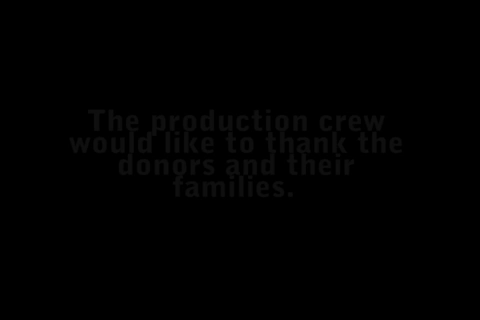 The production crew
would like to thank the
donors and their
families.